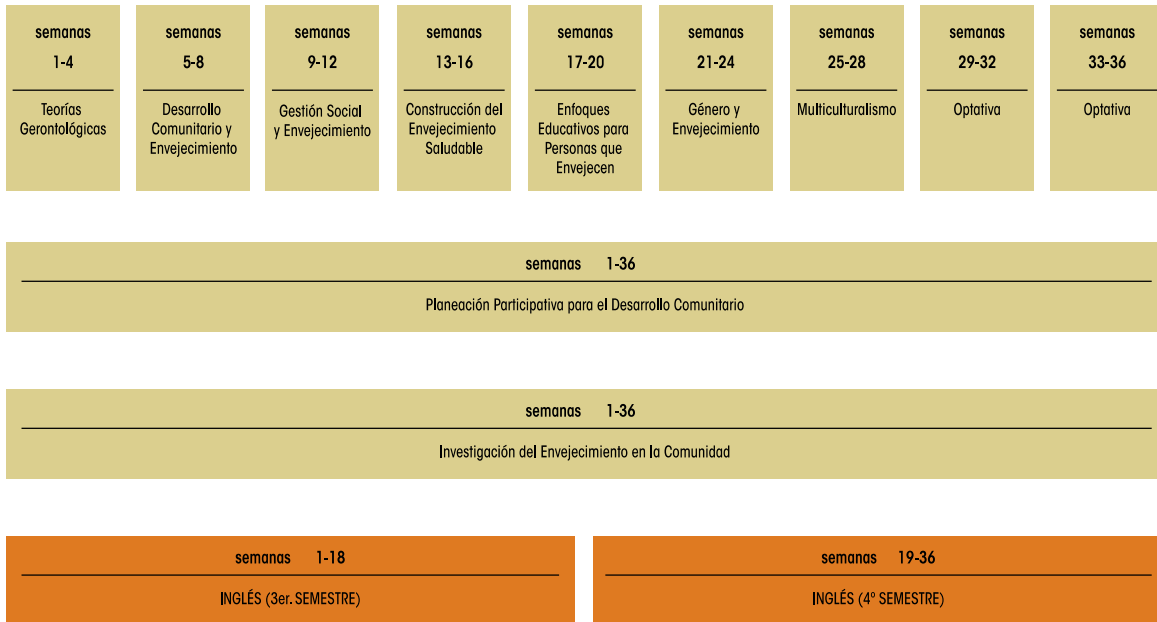 semanas
1-4
Teorías
Gerontológicas
semanas
5-8
Desarrollo
Comunitario y
Envejecimiento
semanas
9-12
Gestión Social
y Envejecimiento
semanas
13-16
Construcción del
Envejecimiento
Saludable
semanas
17-20
Enfoques
Educativos para
Personas que
Envejecen
semanas
21-24
Género y
Envejecimiento
semanas
25-28
Multiculturalismo
semanas
29-32
Optativa
semanas
33-36
Optativa
semanas 1-36
Planeación Participativa para el Desarrollo Comunitario
semanas 1-36
Investigación del Envejecimiento en la Comunidad
semanas 1-18
INGLÉS (3er. SEMESTRE)
semanas 19-36
INGLÉS (4º SEMESTRE)